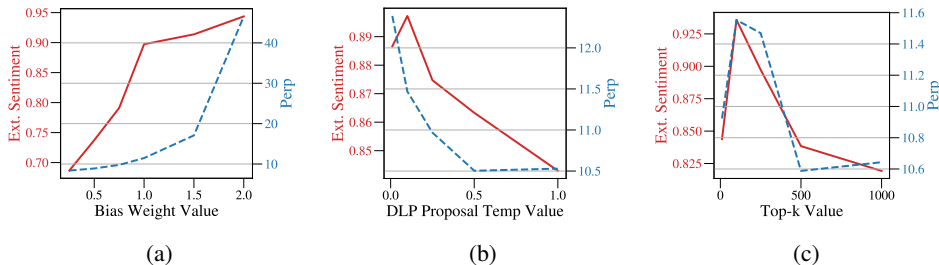 0.95
0.90
0.85
0.80
0.75
0.70
Ext. Sentiment
40
30
20
10
Perp
0.5 1.0 1.5 2.0
Bias Weight Value
(a)
0.89
0.88
0.87
0.86
0.85
Ext. Sentiment
12.0
11.5
11.0
10.5
Perp
0.0 0.5 1.0
DLP Proposal Temp Value
(b)
0.925
0.900
0.875
0.850
0.825
Ext. Sentiment
11.6
11.4
11.2
11.0
10.8
10.6
Perp
0 500 1000
Top-k Value
(c)